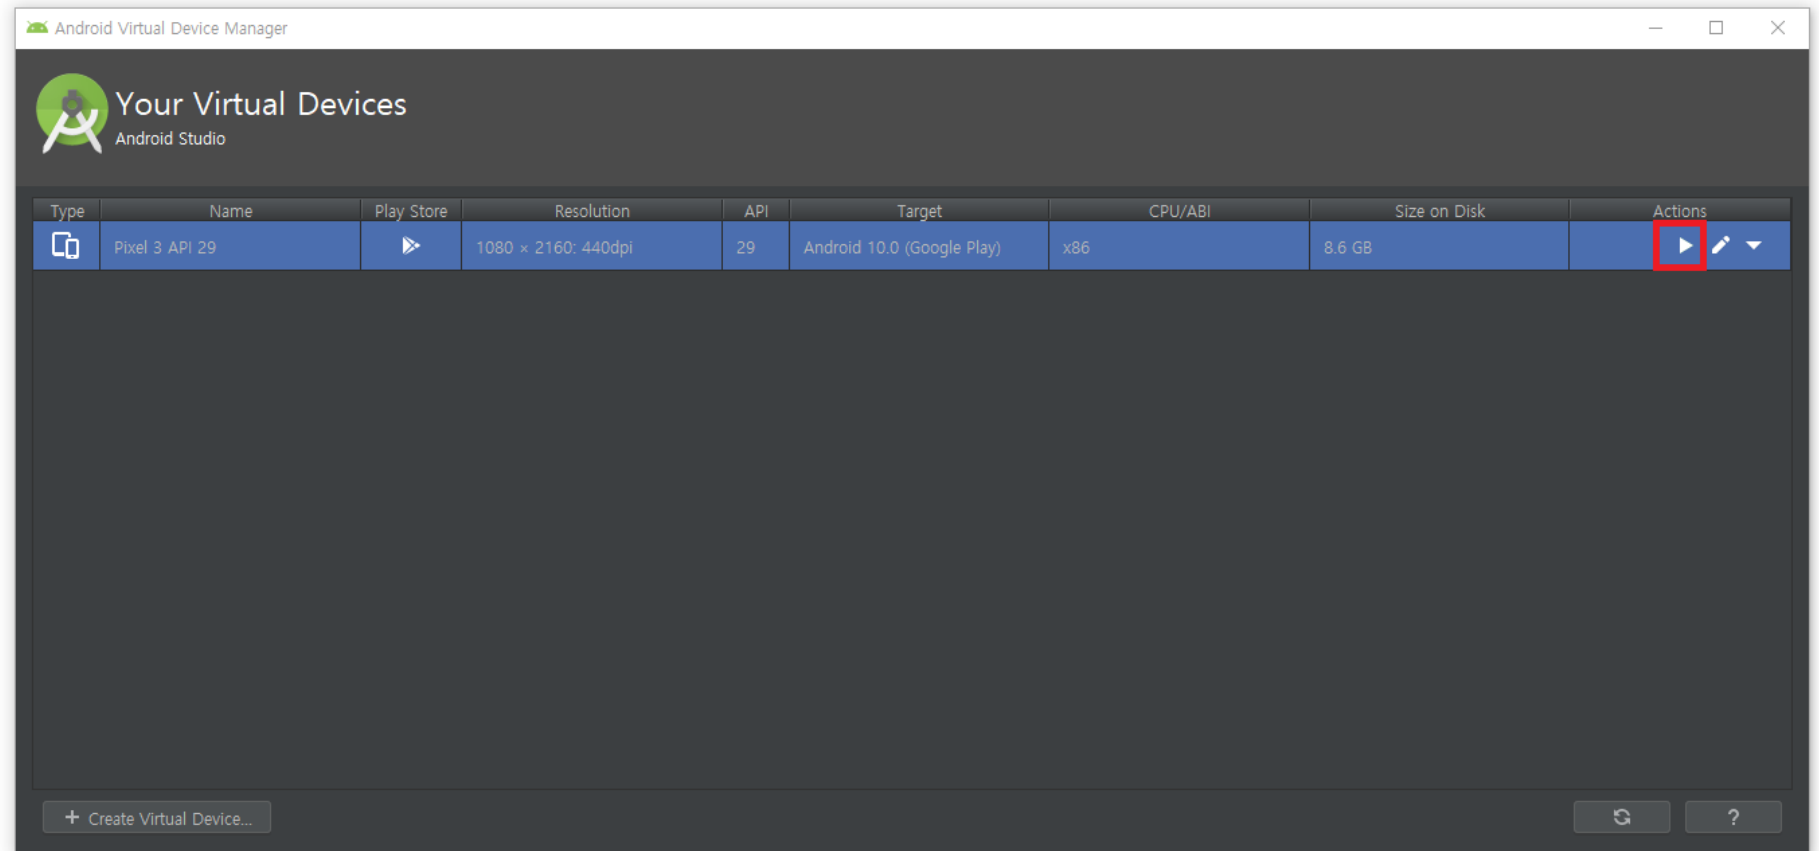 Android Virtual Device Manager
Your Virtual Devices
Android Studio
Type Name Play Store Resolution API Target CPU/ABI Size on Disk Actions
Pixel 3 API 29 1080 × 2160: 440dpi 29 Android 10.0 (Google Play) x86 8.6 GB
+ Create Virtual Device... ?